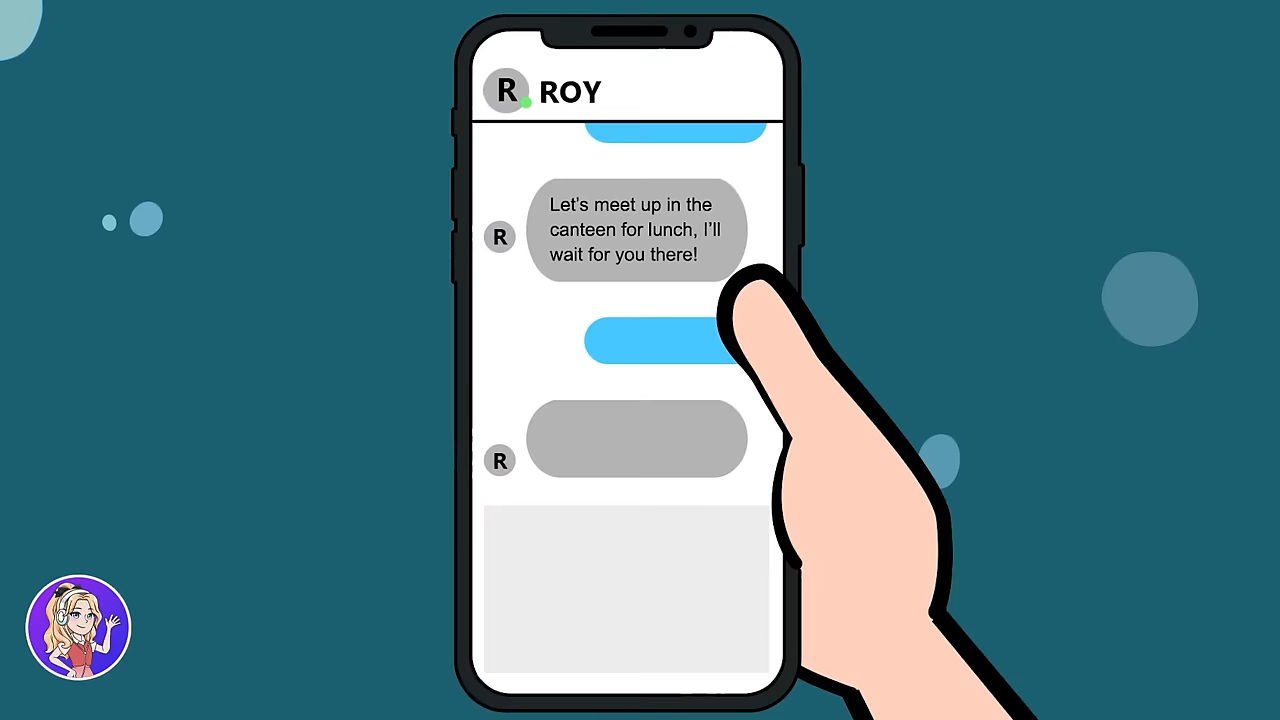 R ROY
Let's meet up in the
canteen for lunch, I'll
wait for you there!
R
R